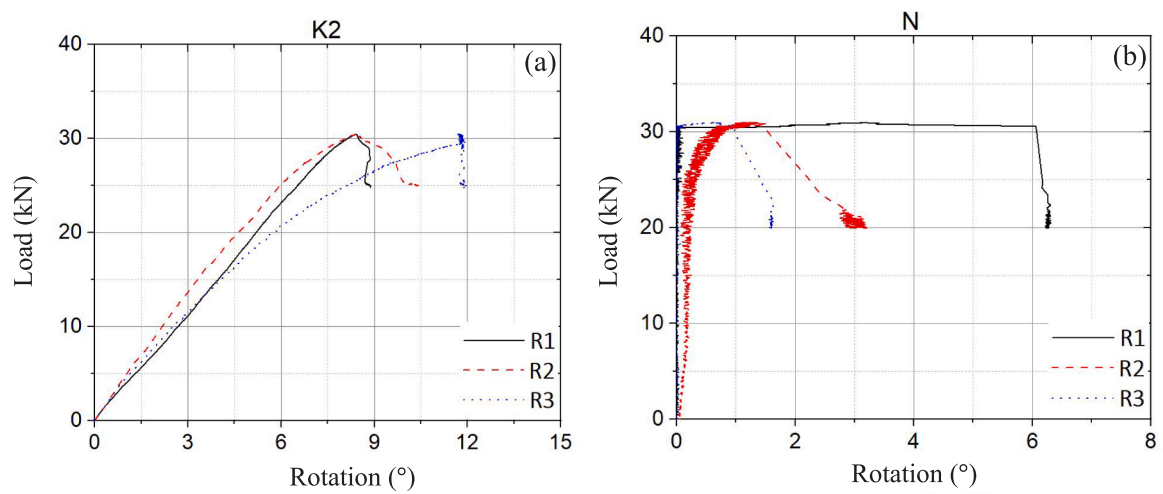 K2
(a)
40
30
20
10
0
Load (kN)
R1
R2
R3
0 3 6 9 12 15
Rotation (°)
N
(b)
40
30
20
10
0
Load (kN)
R1
R2
R3
0 2 4 6 8
Rotation (°)